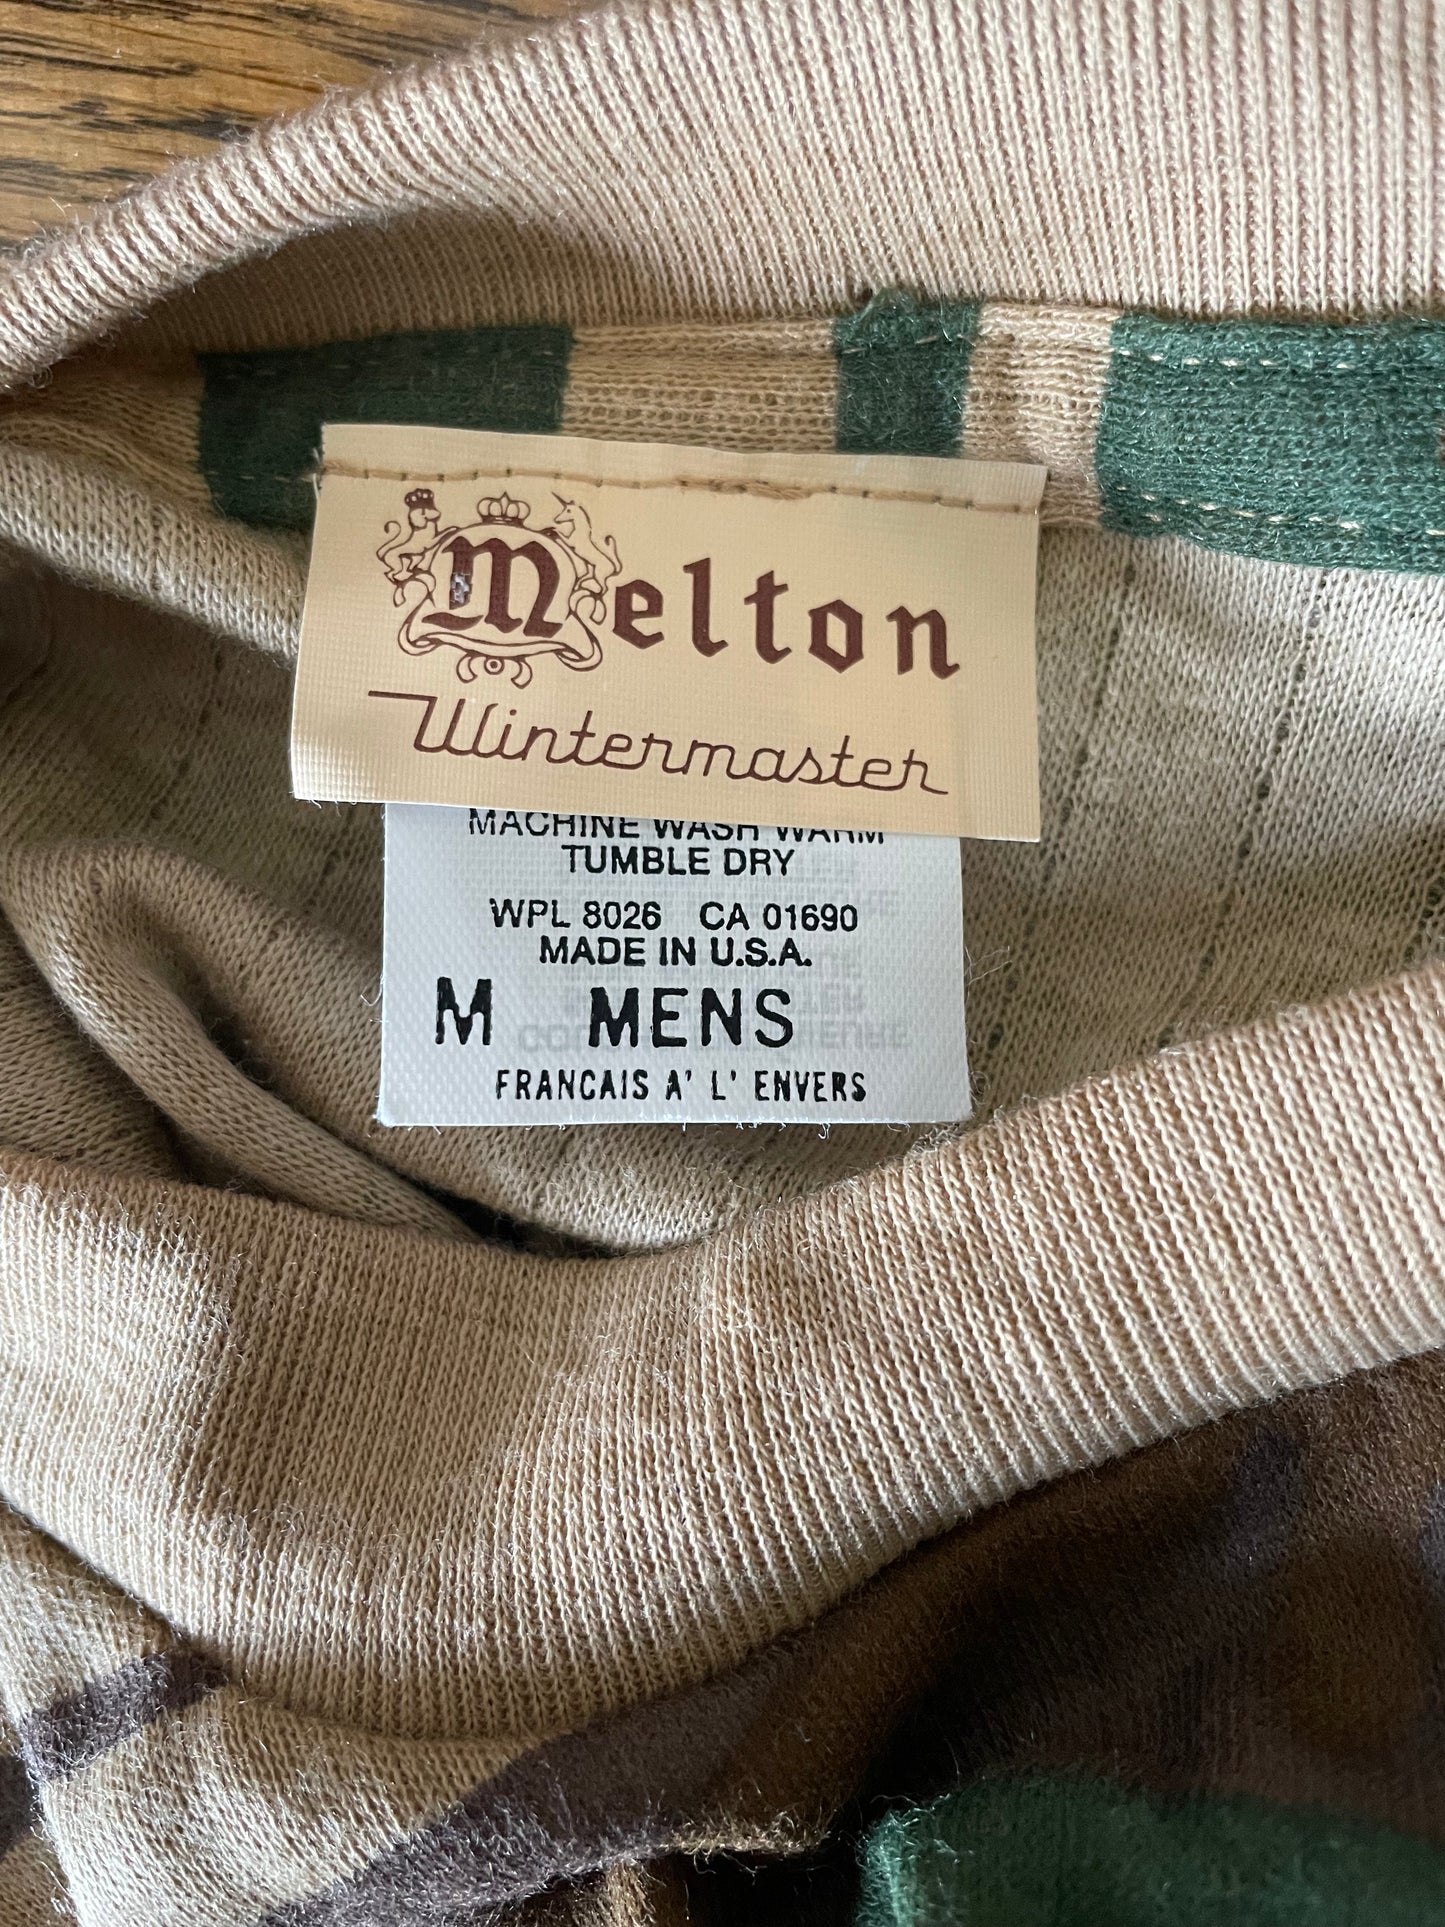 Melton
Wintermaster
MACHINE WASH WARM
TUMBLE DRY
WPL 8026 CA 01690
MADE IN U.S.A.
M MENS
FRANCAIS A' L' ENVERS